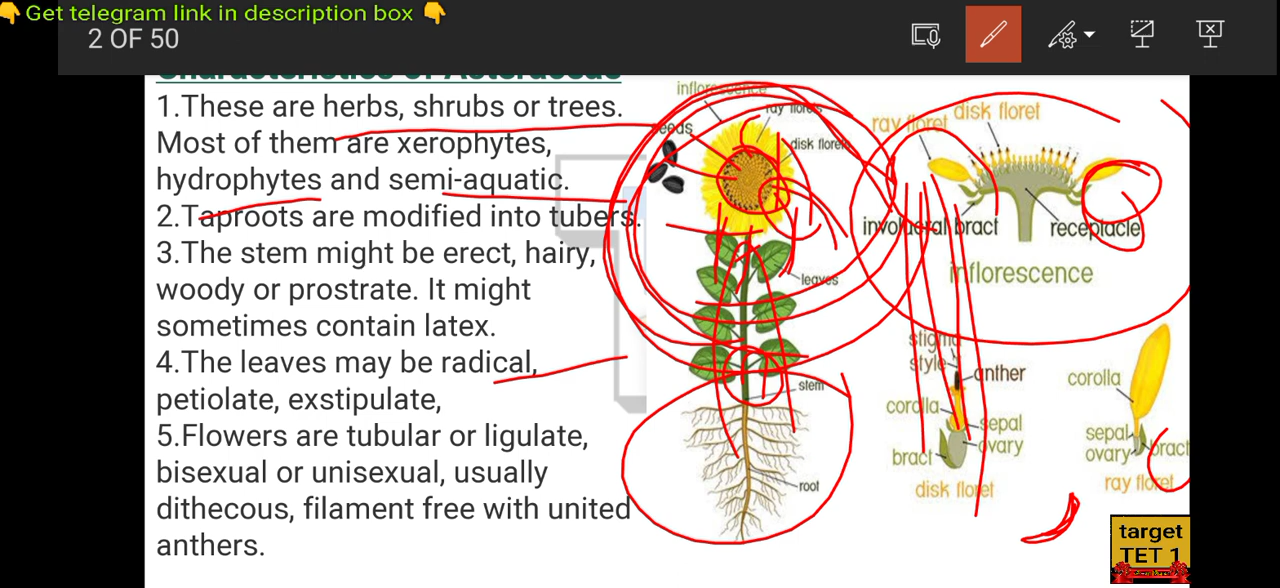 👇 Get telegram link in description box 👇
2 OF 50
Characteristics of Asteraceae
1.These are herbs, shrubs or trees.
Most of them are xerophytes,
hydrophytes and semi-aquatic.
2.Taproots are modified into tubers.
3.The stem might be erect, hairy,
woody or prostrate. It might
sometimes contain latex.
4.The leaves may be radical,
petiolate, exstipulate,
5.Flowers are tubular or ligulate,
bisexual or unisexual, usually
dithecous, filament free with united
anthers.
inflorescence
ray florets
seeds
disk florets
leaves
stem
root
disk floret
ray floret
involucral bract
receptacle
inflorescence
stigma
style
anther
corolla
sepal
ovary
bract
disk floret
corolla
sepal
ovary
bract
ray floret
target
TET 1